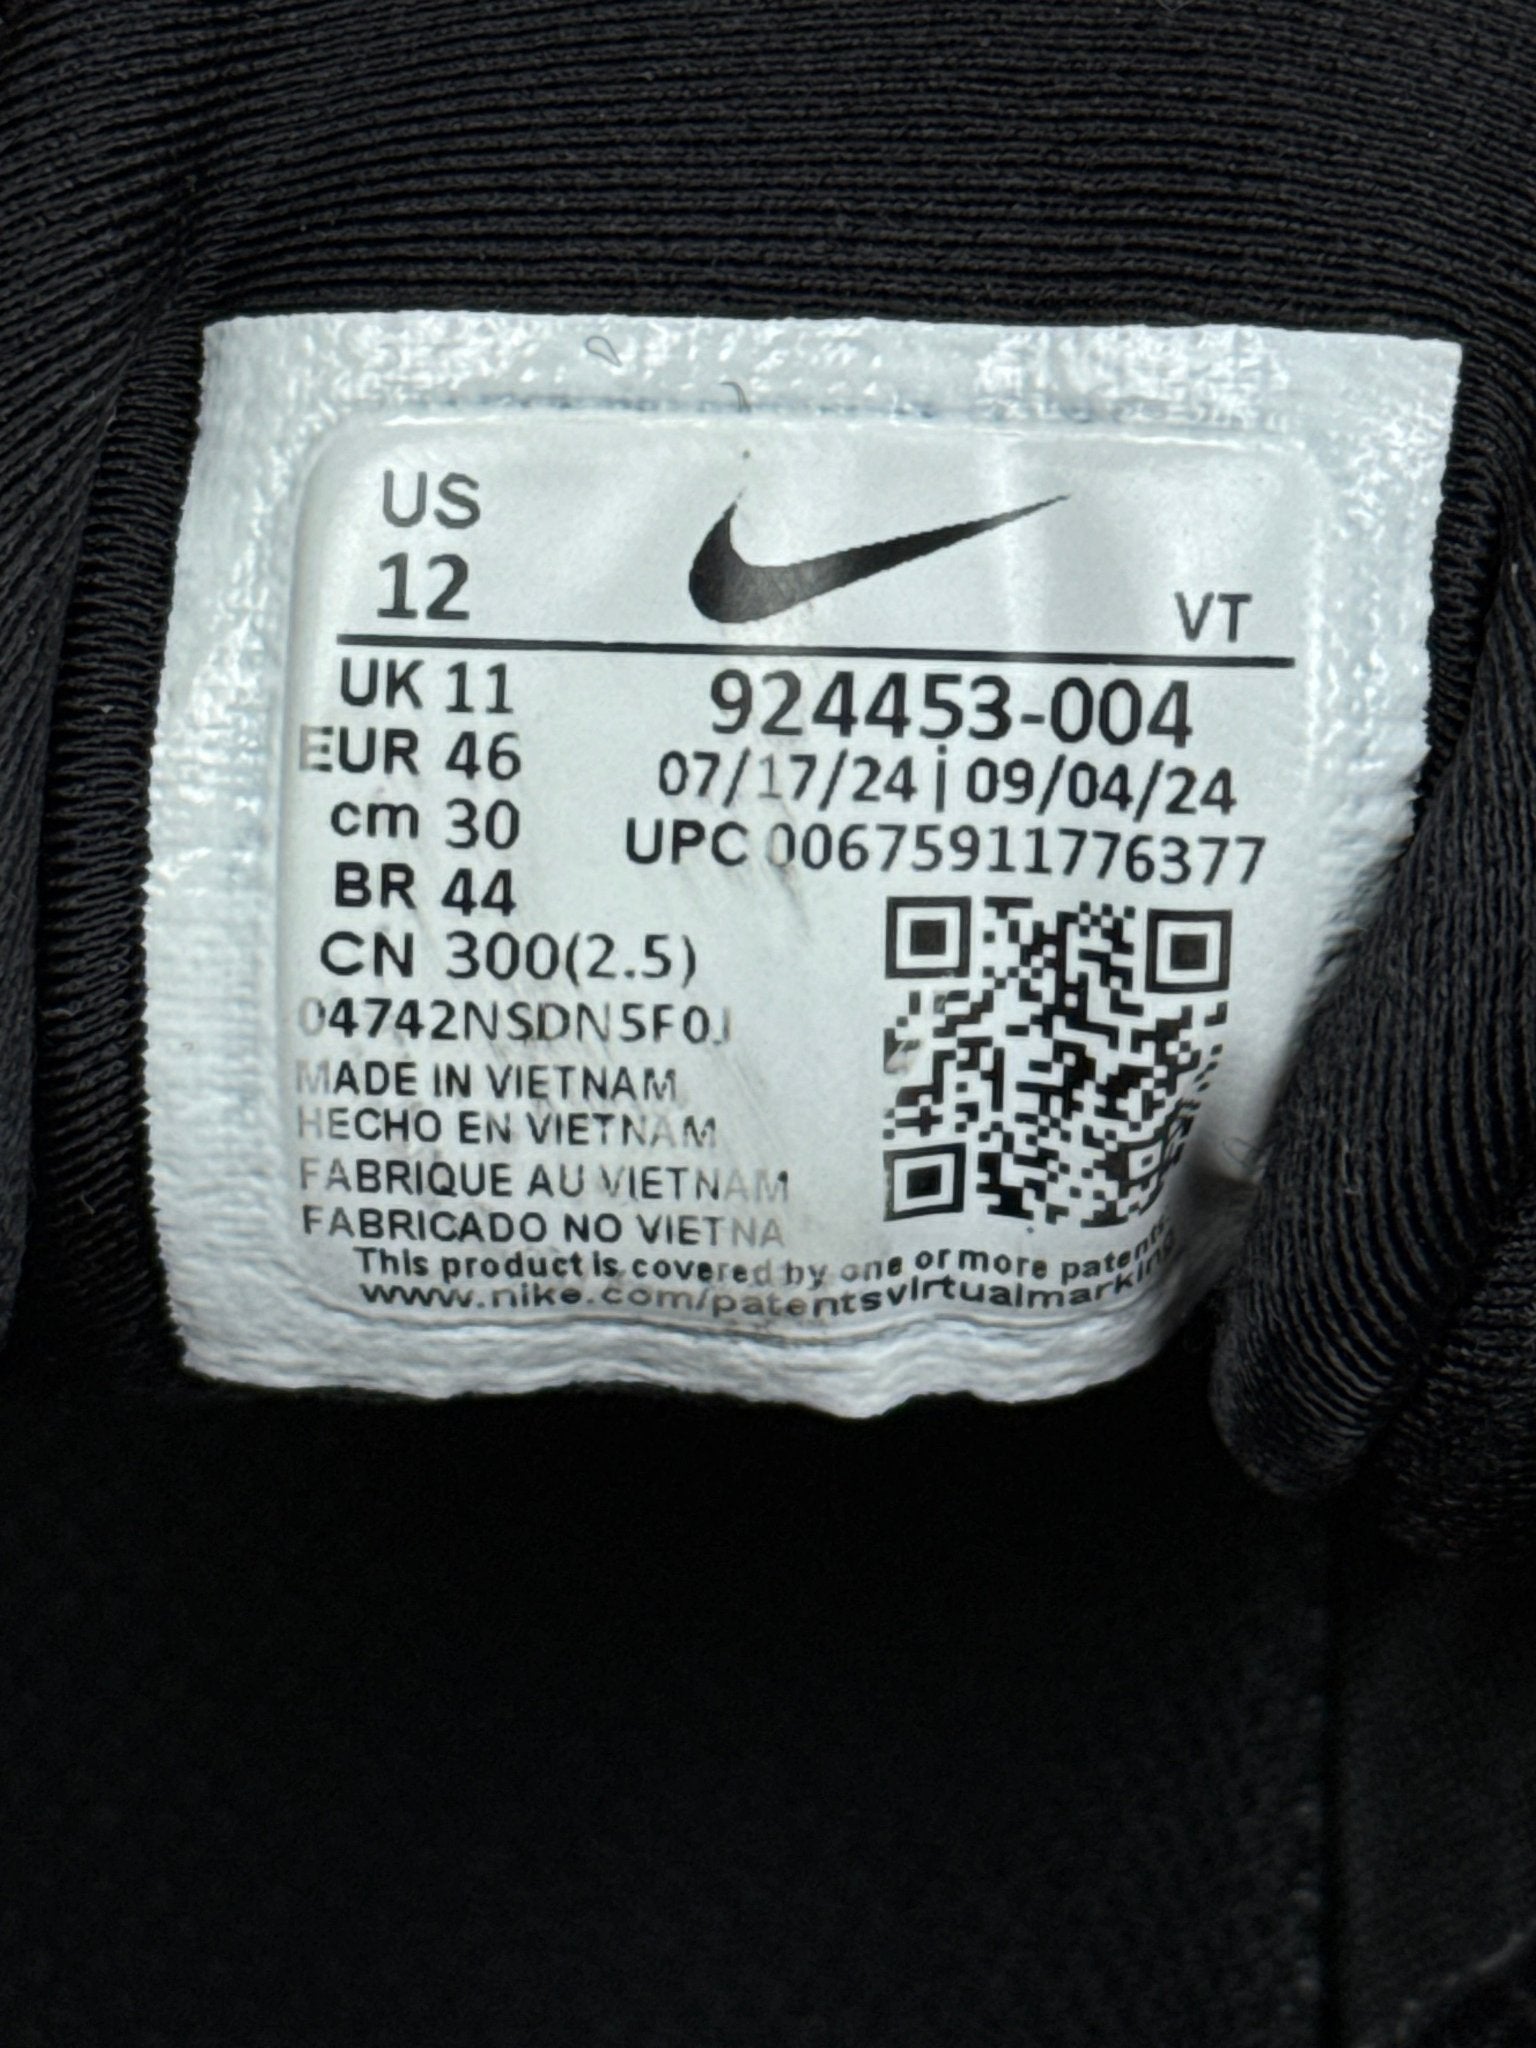 US
12
VT
UK 11
EUR 46
cm 30
BR 44
CN 300(2.5)
924453-004
07/17/24 | 09/04/24
UPC 00675911776377
04742NSDN5F0J
MADE IN VIETNAM
HECHO EN VIETNAM
FABRIQUE AU VIETNAM
FABRICADO NO VIETNA
This product is covered by one or more patents
www.nike.com/patentsvirtualmarking